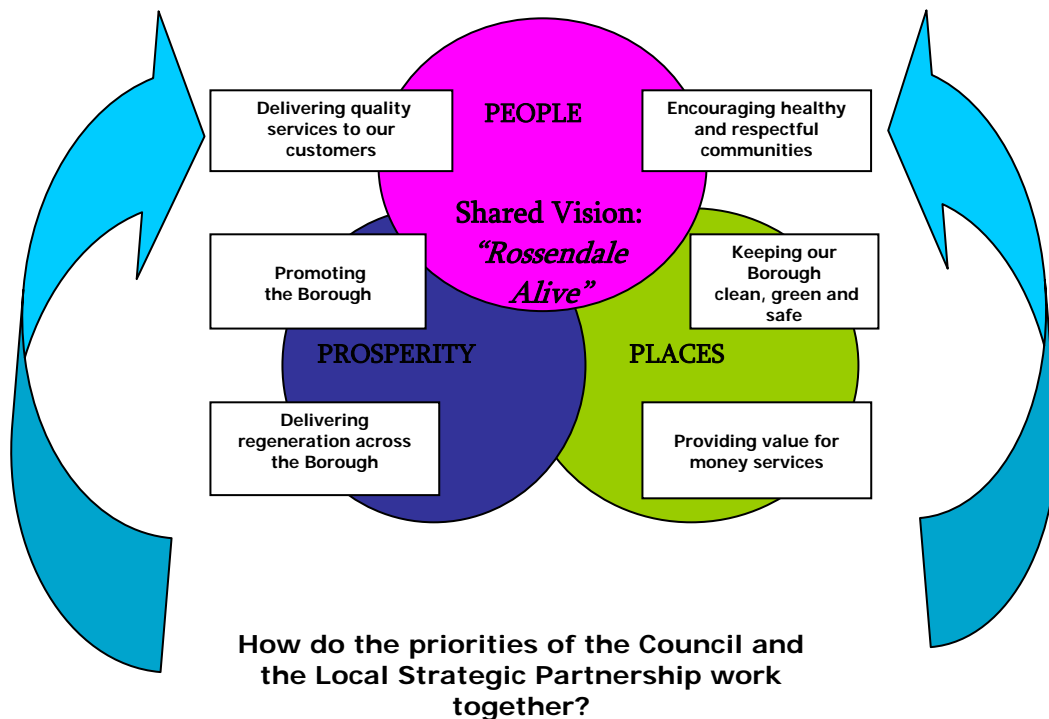 Delivering quality
services to our
customers
PEOPLE
Encouraging healthy
and respectful
communities
Shared Vision:
“Rossendale
Alive”
Promoting
the Borough
Keeping our
Borough
clean, green and
safe
PROSPERITY
PLACES
Delivering
regeneration across
the Borough
Providing value for
money services
How do the priorities of the Council and
the Local Strategic Partnership work
together?